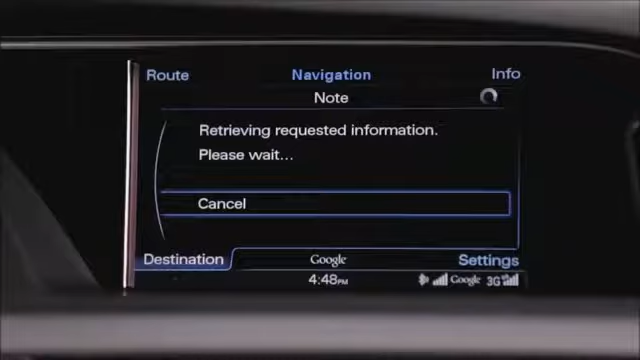 Route Navigation Info
Note
Retrieving requested information.
Please wait...
Cancel
Destination Google Settings
4:48PM Google 3G